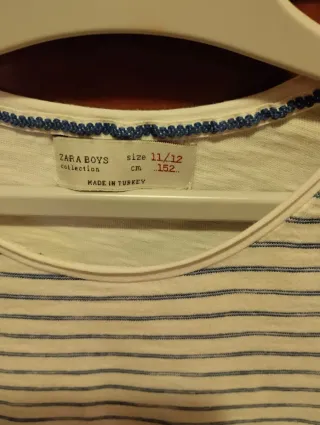 ZARA BOYS size 11/12
collection cm .152..
MADE IN TURKEY